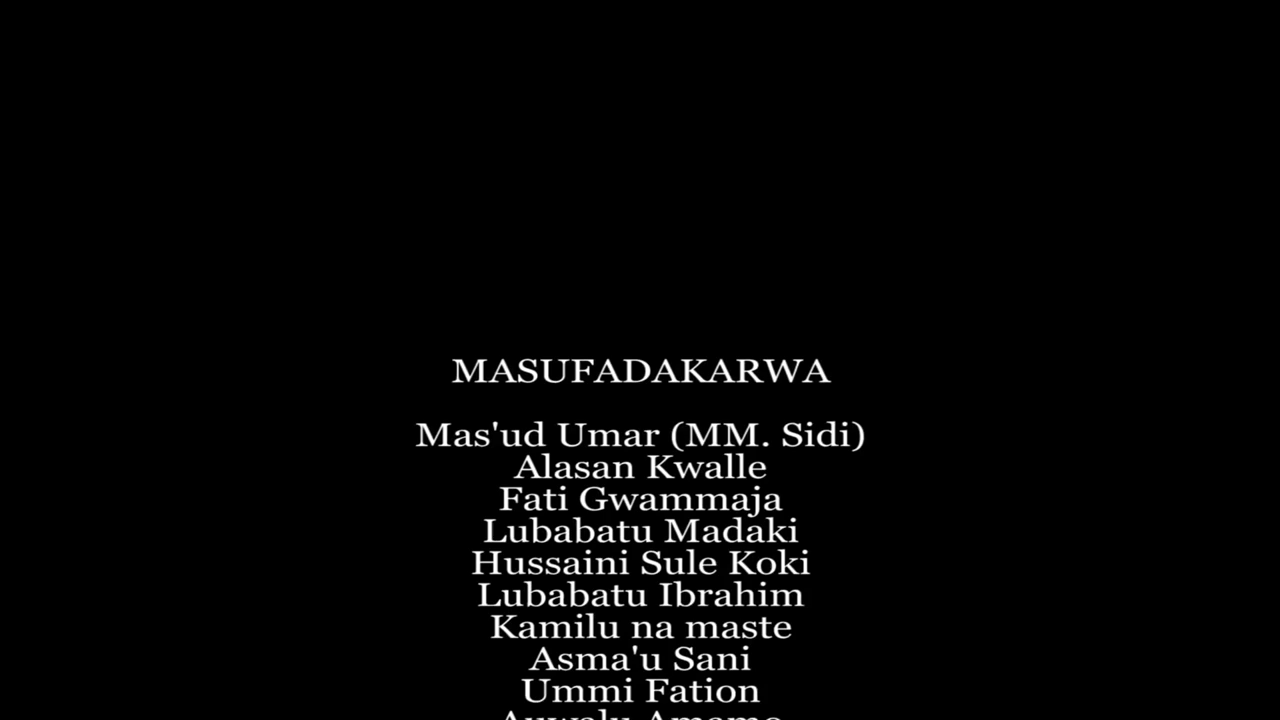 MASUFADAKARWA
Mas'ud Umar (MM. Sidi)
Alasan Kwalle
Fati Gwammaja
Lubabatu Madaki
Hussaini Sule Koki
Lubabatu Ibrahim
Kamilu na maste
Asma'u Sani
Ummi Fation